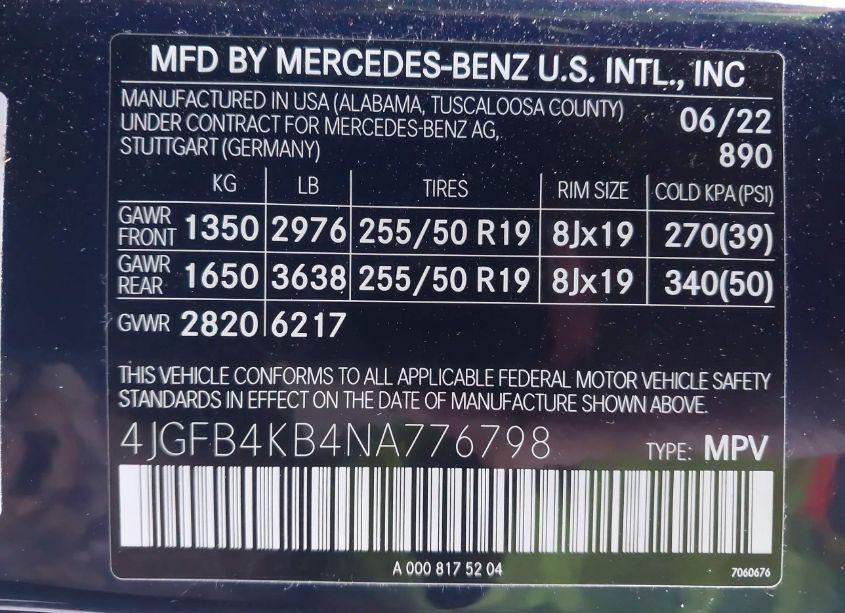 MFD BY MERCEDES-BENZ U.S. INTL., INC
MANUFACTURED IN USA (ALABAMA, TUSCALOOSA COUNTY)
UNDER CONTRACT FOR MERCEDES-BENZ AG,
STUTTGART (GERMANY)
06/22
890
KG LB TIRES RIM SIZE COLD KPA (PSI)
GAWR FRONT 1350 2976 255/50 R19 8Jx19 270(39)
GAWR REAR 1650 3638 255/50 R19 8Jx19 340(50)
GVWR 2820 6217
THIS VEHICLE CONFORMS TO ALL APPLICABLE FEDERAL MOTOR VEHICLE SAFETY
STANDARDS IN EFFECT ON THE DATE OF MANUFACTURE SHOWN ABOVE.
4JGFB4KB4NA776798 TYPE: MPV
A 000 817 52 04
7060676